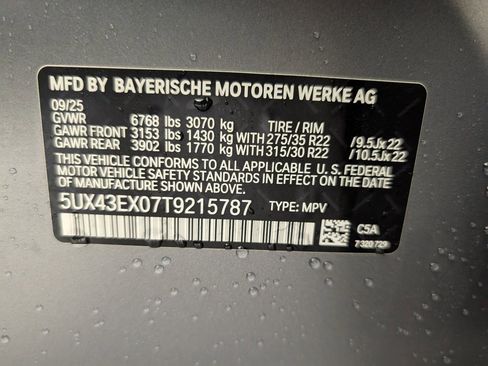 MFD BY BAYERISCHE MOTOREN WERKE AG
09/25
GVWR 6768 lbs 3070 kg TIRE / RIM
GAWR FRONT 3153 lbs 1430 kg WITH 275/35 R22 /9.5Jx22
GAWR REAR 3902 lbs 1770 kg WITH 315/30 R22 /10.5Jx22
THIS VEHICLE CONFORMS TO ALL APPLICABLE U.S. FEDERAL
MOTOR VEHICLE SAFETY STANDARDS IN EFFECT ON
THE DATE OF MANUFACTURE SHOWN ABOVE.
5UX43EX07T9215787 TYPE: MPV
C5A
7 320 729